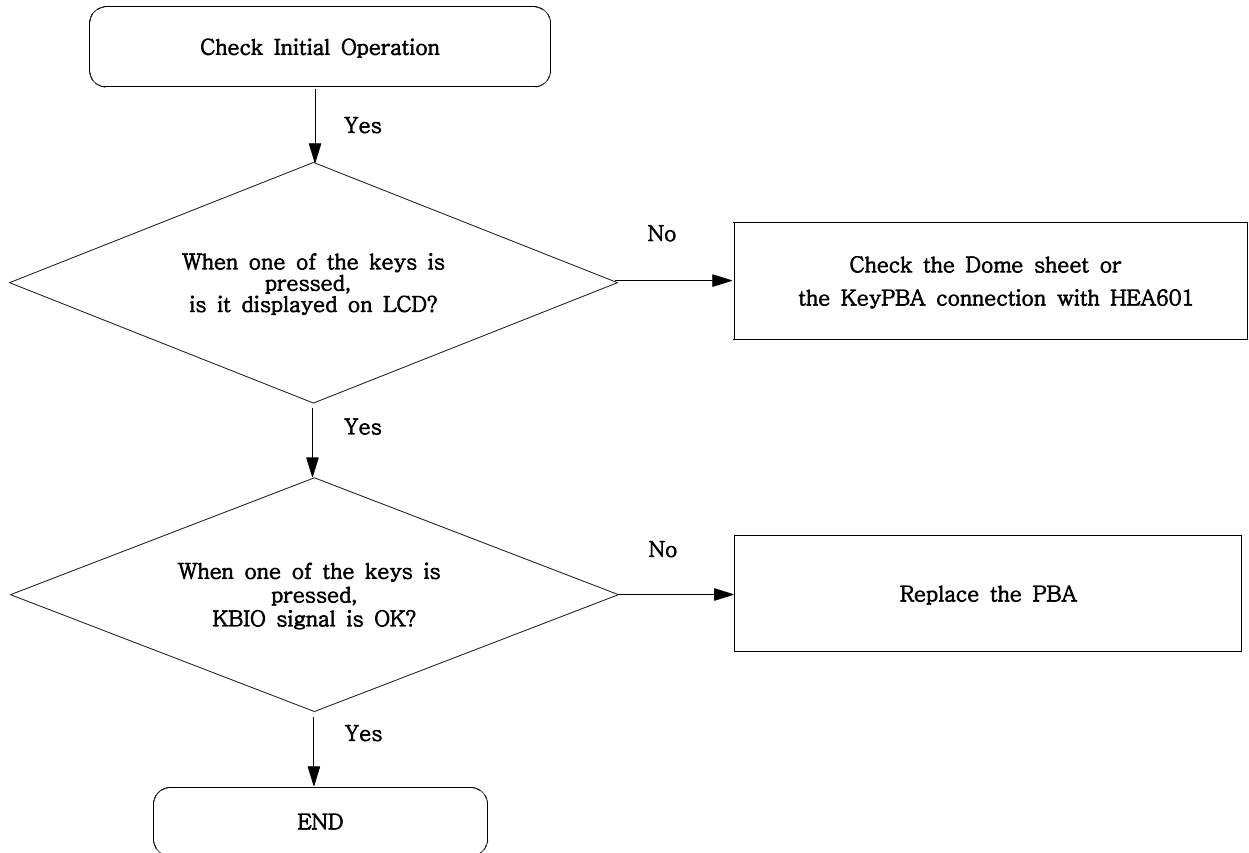 Check Initial Operation
Yes
When one of the keys is
pressed,
is it displayed on LCD?
No
Check the Dome sheet or
the KeyPBA connection with HEA601
Yes
When one of the keys is
pressed,
KBIO signal is OK?
No
Replace the PBA
Yes
END